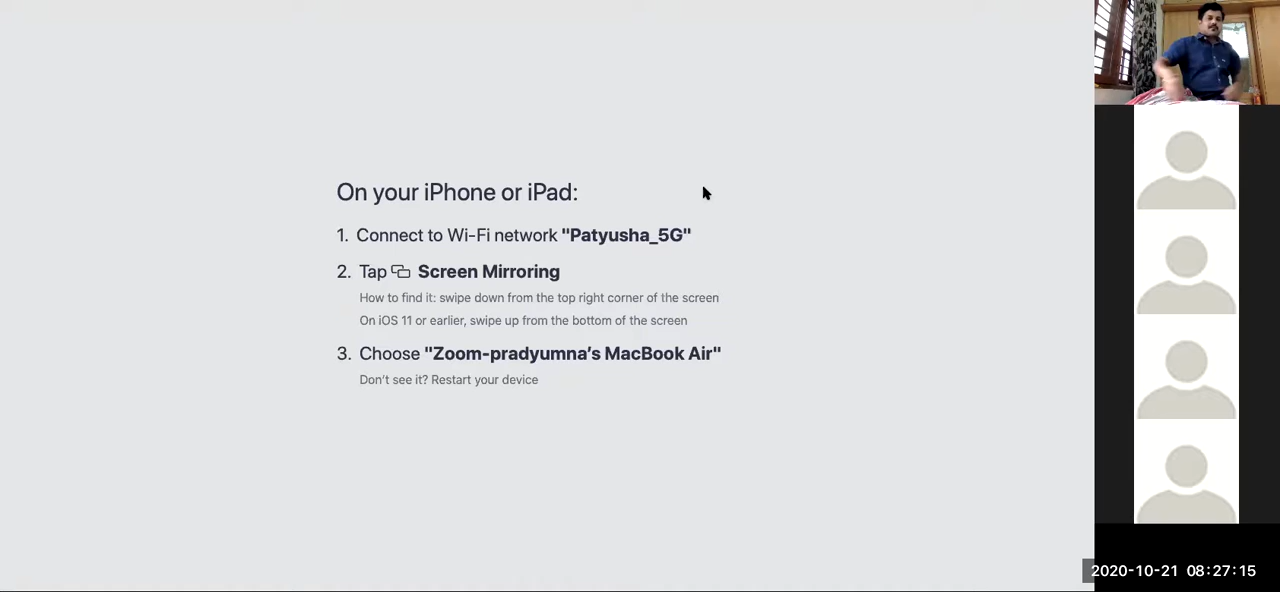 On your iPhone or iPad:
1. Connect to Wi-Fi network "Patyusha_5G"
2. Tap Screen Mirroring
How to find it: swipe down from the top right corner of the screen
On iOS 11 or earlier, swipe up from the bottom of the screen
3. Choose "Zoom-pradyumna’s MacBook Air"
Don’t see it? Restart your device
2020-10-21 08:27:15